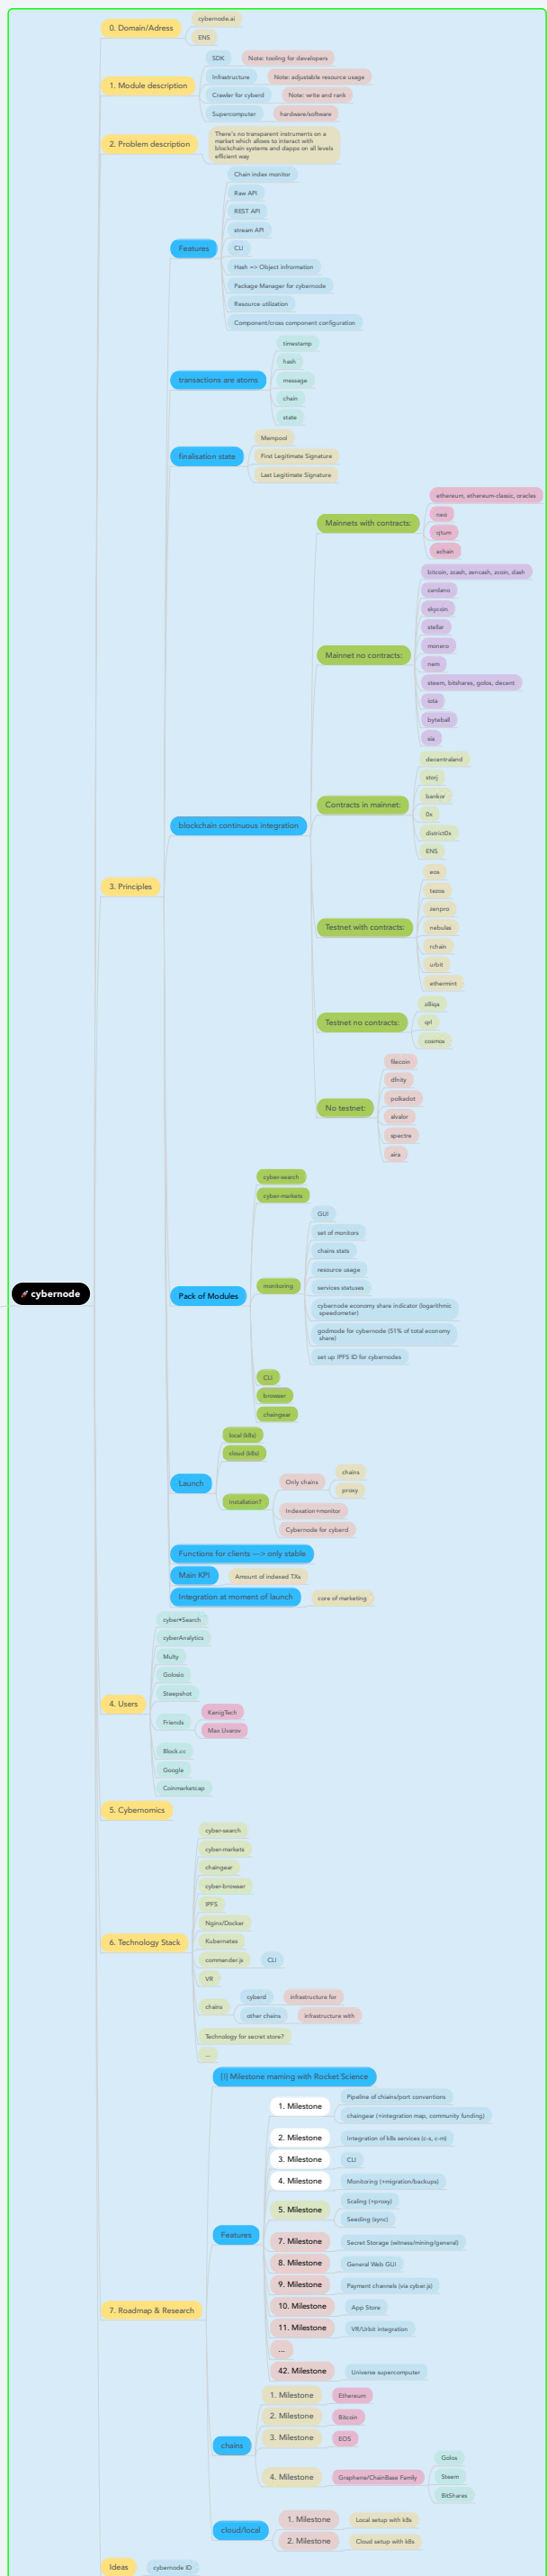 0. Domain/Adress
cybernode.ai
ENS
1. Module description
SDK
Note: tooling for developers
Infrastructure
Note: adjustable resource usage
Crawler for cyberd
Note: write and rank
Supercomputer
hardware/software
2. Problem description
There's no transparent instruments on a
market which allows to interact with
blockchain systems and dapps on all levels
efficient way
🚀 cybernode
3. Principles
Features
Chain index monitor
Raw API
REST API
stream API
CLI
Hash => Object infromation
Package Manager for cybernode
Resource utilization
Component/cross component configuration
transactions are atoms
timestamp
hash
message
chain
state
finalisation state
Mempool
First Legitimate Signature
Last Legitimate Signature
blockchain continuous integration
Mainnets with contracts:
ethereum, ethereum-classic, oracles
neo
qtum
achain
Mainnet no contracts:
bitcoin, zcash, zencash, zcoin, dash
cardano
skycoin
stellar
monero
nem
steem, bitshares, golos, decent
iota
byteball
sia
Contracts in mainnet:
decentraland
storj
bankor
0x
district0x
ENS
Testnet with contracts:
eos
tezos
zenpro
nebulas
rchain
urbit
ethermint
Testnet no contracts:
zilliqa
qrl
cosmos
No testnet:
filecoin
dfnity
polkadot
alvalor
spectre
aira
Pack of Modules
cyber-search
cyber-markets
monitoring
GUI
set of monitors
chains stats
resource usage
services statuses
cybernode economy share indicator (logarithmic
speedometer)
godmode for cybernode (51% of total economy
share)
set up IPFS ID for cybernodes
CLI
browser
chaingear
Launch
local (k8s)
cloud (k8s)
installation?
Only chains
chains
proxy
Indexation+monitor
Cybernode for cyberd
Functions for clients —> only stable
Main KPI
Amount of indexed TXs
Integration at moment of launch
core of marketing
4. Users
cyber•Search
cyberAnalytics
Multy
Golosio
Steepshot
Friends
KenigTech
Max Uvarov
Block.cc
Google
Coinmarketcap
5. Cybernomics
6. Technology Stack
cyber-search
cyber-markets
chaingear
cyber-browser
IPFS
Nginx/Docker
Kubernetes
commander.js
CLI
VR
chains
cyberd
infrastructure for
other chains
infrastructure with
Technology for secret store?
...
7. Roadmap & Research
[!] Milestone maming with Rocket Science
Features
1. Milestone
Pipeline of chians/port conventions
chaingear (+integration map, community funding)
2. Milestone
Integration of k8s services (c-s, c-m)
3. Milestone
CLI
4. Milestone
Monitoring (+migration/backups)
5. Milestone
Scaling (+proxy)
Seeding (sync)
7. Milestone
Secret Storage (witness/mining/general)
8. Milestone
General Web GUI
9. Milestone
Payment channels (via cyber.js)
10. Milestone
App Store
11. Milestone
VR/Urbit integration
...
42. Milestone
Universe supercomputer
chains
1. Milestone
Ethereum
2. Milestone
Bitcoin
3. Milestone
EOS
4. Milestone
Graphene/ChainBase Family
Golos
Steem
BitShares
cloud/local
1. Milestone
Local setup with k8s
2. Milestone
Cloud setup with k8s
Ideas
cybernode ID